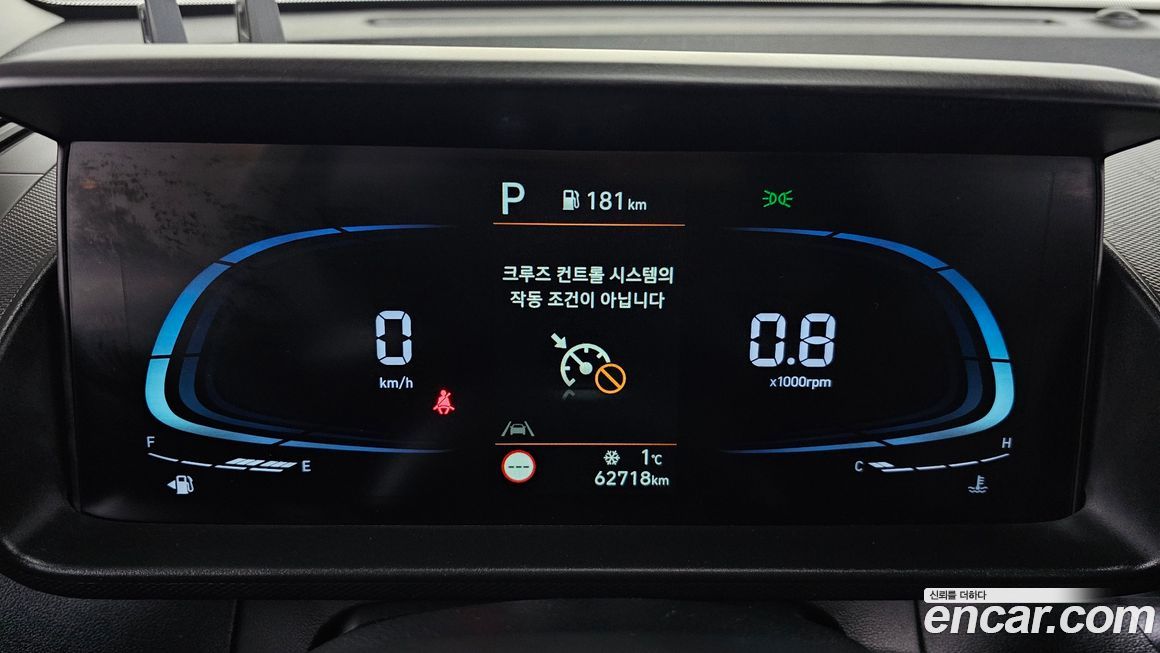 P 181 km
크루즈 컨트롤 시스템의
작동 조건이 아닙니다
0
km/h
0.8
x1000rpm
F
E
---
1℃
62718km
H
C
신뢰를 더하다
encar.com